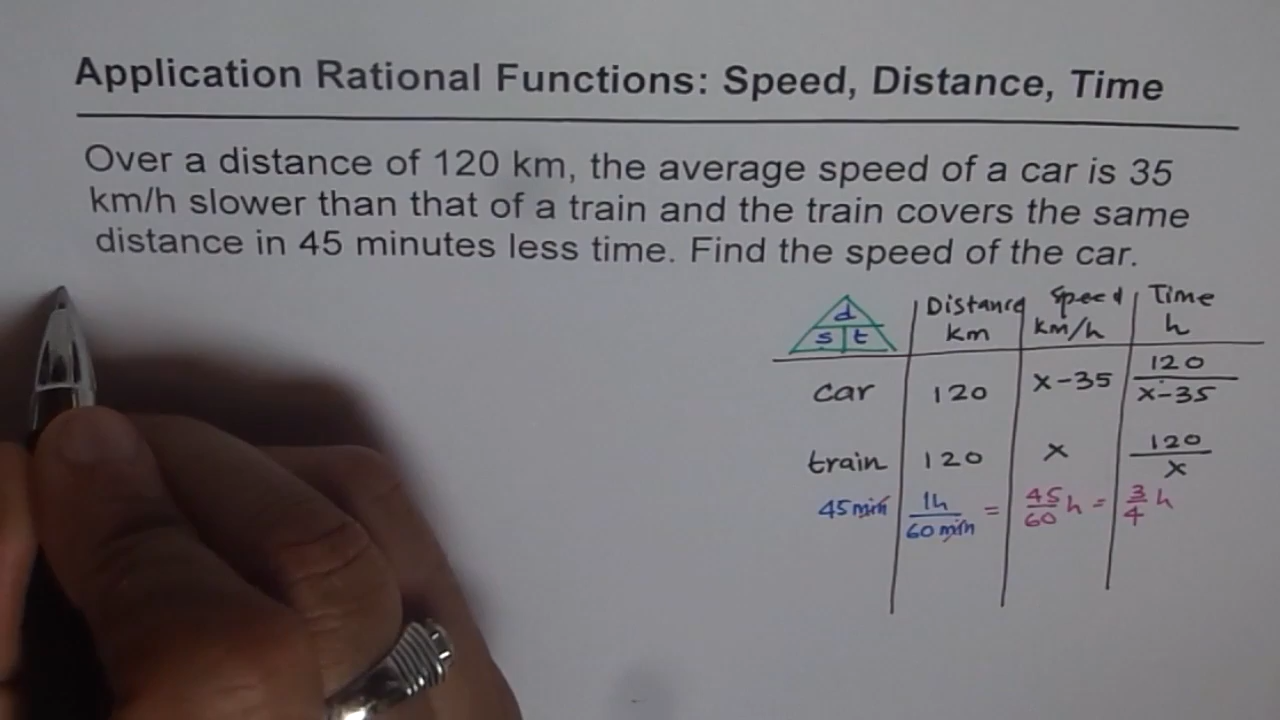 Application Rational Functions: Speed, Distance, Time
Over a distance of 120 km, the average speed of a car is 35
km/h slower than that of a train and the train covers the same
distance in 45 minutes less time. Find the speed of the car.
d
s t
Distance Speed Time
km km/h h
car 120 x-35 120/x-35
train 120 x 120/x
45 min 1h/60 min = 45/60 h = 3/4 h